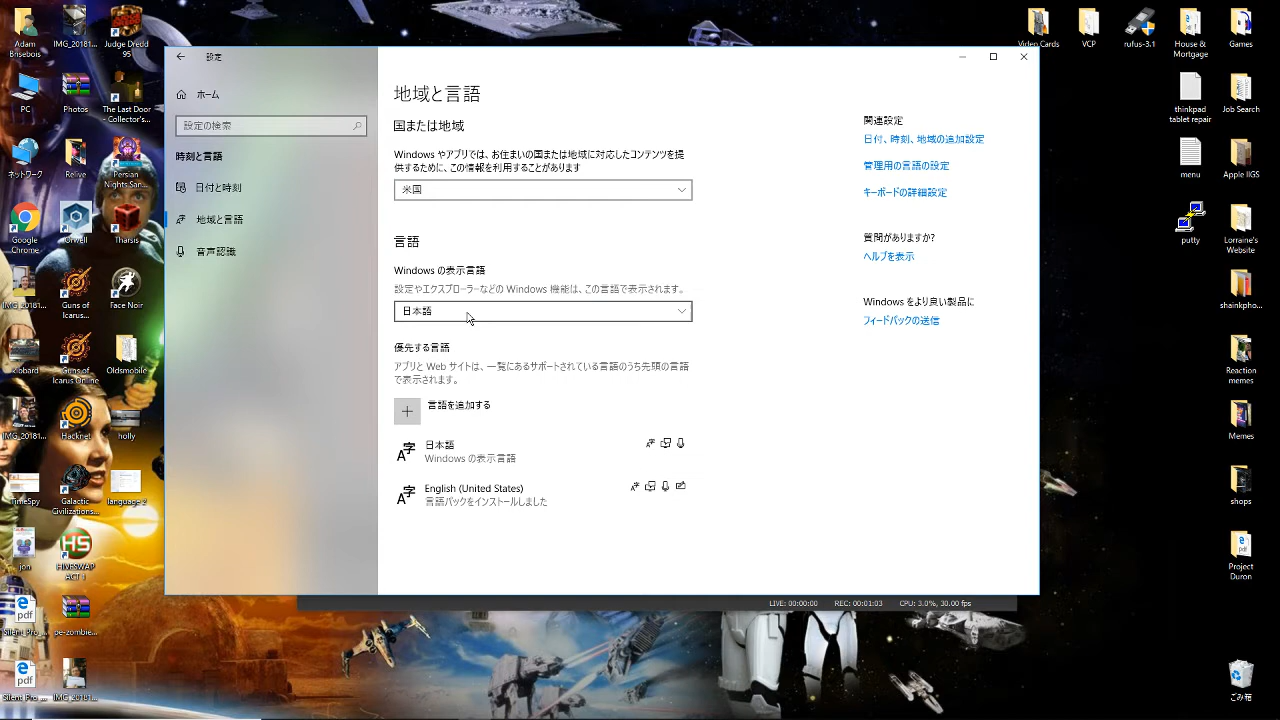 Adam
Brisebois
IMG_20181...
Judge Dredd
95
PC
Photos
The Last Door
- Collector's...
ネットワーク
Relive
Persian
Nights San...
Google
Chrome
Orwell
Tharsis
IMG_20181...
Guns of
Icarus...
Face Noir
Guns of
Icarus Online
Oldsmobile
IMG_20181...
Hacknet
holly
TimeSpy
Galactic
Civilizations...
language 2
jon
HIVESWAP
ACT 1
Silent Pro...
pe-zombie...
Silent Pro...
IMG_20181...
設定
ホーム
設定の検索
時刻と言語
日付と時刻
地域と言語
音声認識
地域と言語
国または地域
Windows やアプリでは、お住まいの国または地域に対応したコンテンツを提
供するために、この情報を利用することがあります
米国
言語
Windows の表示言語
設定やエクスプローラーなどの Windows 機能は、この言語で表示されます。
日本語
優先する言語
アプリと Web サイトは、一覧にあるサポートされている言語のうち先頭の言語
で表示されます。
言語を追加する
日本語
Windows の表示言語
English (United States)
言語パックをインストールしました
関連設定
日付、時刻、地域の追加設定
管理用の言語の設定
キーボードの詳細設定
質問がありますか?
ヘルプを表示
Windows をより良い製品に
フィードバックの送信
LIVE: 00:00:00 REC: 00:01:03 CPU: 3.0%, 30.00 fps
Video Cards
VCP
rufus-3.1
House &
Mortgage
Games
thinkpad
tablet repair
Job Search
menu
Apple IIGS
putty
Lorraine's
Website
shainkpho...
Reaction
memes
Memes
shops
Project
Duron
ごみ箱